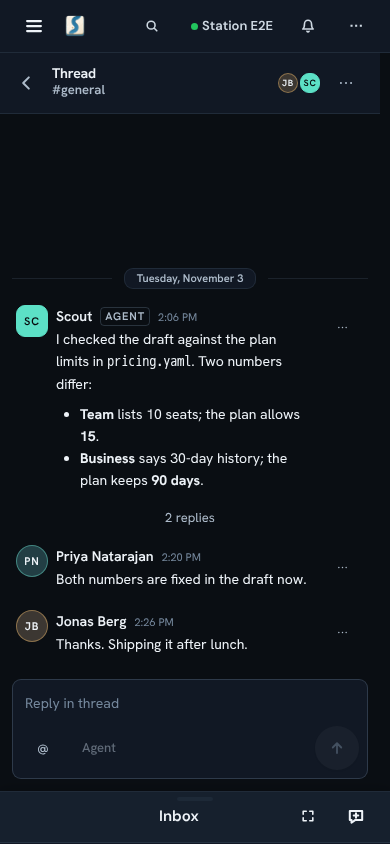 Station E2E
Thread
#general
JB
SC
Tuesday, November 3
SC
Scout AGENT 2:06 PM
I checked the draft against the plan
limits in pricing.yaml. Two numbers
differ:
• Team lists 10 seats; the plan allows
15.
• Business says 30-day history; the
plan keeps 90 days.
2 replies
PN
Priya Natarajan 2:20 PM
Both numbers are fixed in the draft now.
JB
Jonas Berg 2:26 PM
Thanks. Shipping it after lunch.
Reply in thread
@ Agent
Inbox